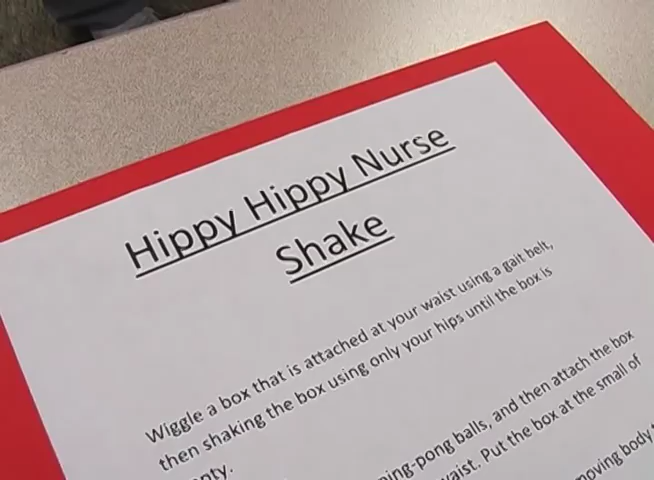 Hippy Hippy Nurse
Shake
Wiggle a box that is attached at your waist using a gait belt,
then shaking the box using only your hips until the box is
ping-pong balls, and then attach the box
waist. Put the box at the small of
moving body